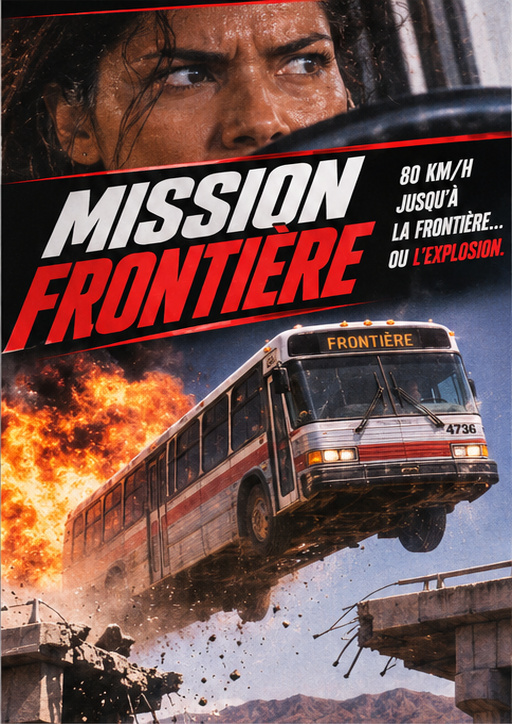 MISSION
FRONTIÈRE
80 KM/H
JUSQU'À
LA FRONTIÈRE...
OU L'EXPLOSION.
FRONTIÈRE
4736